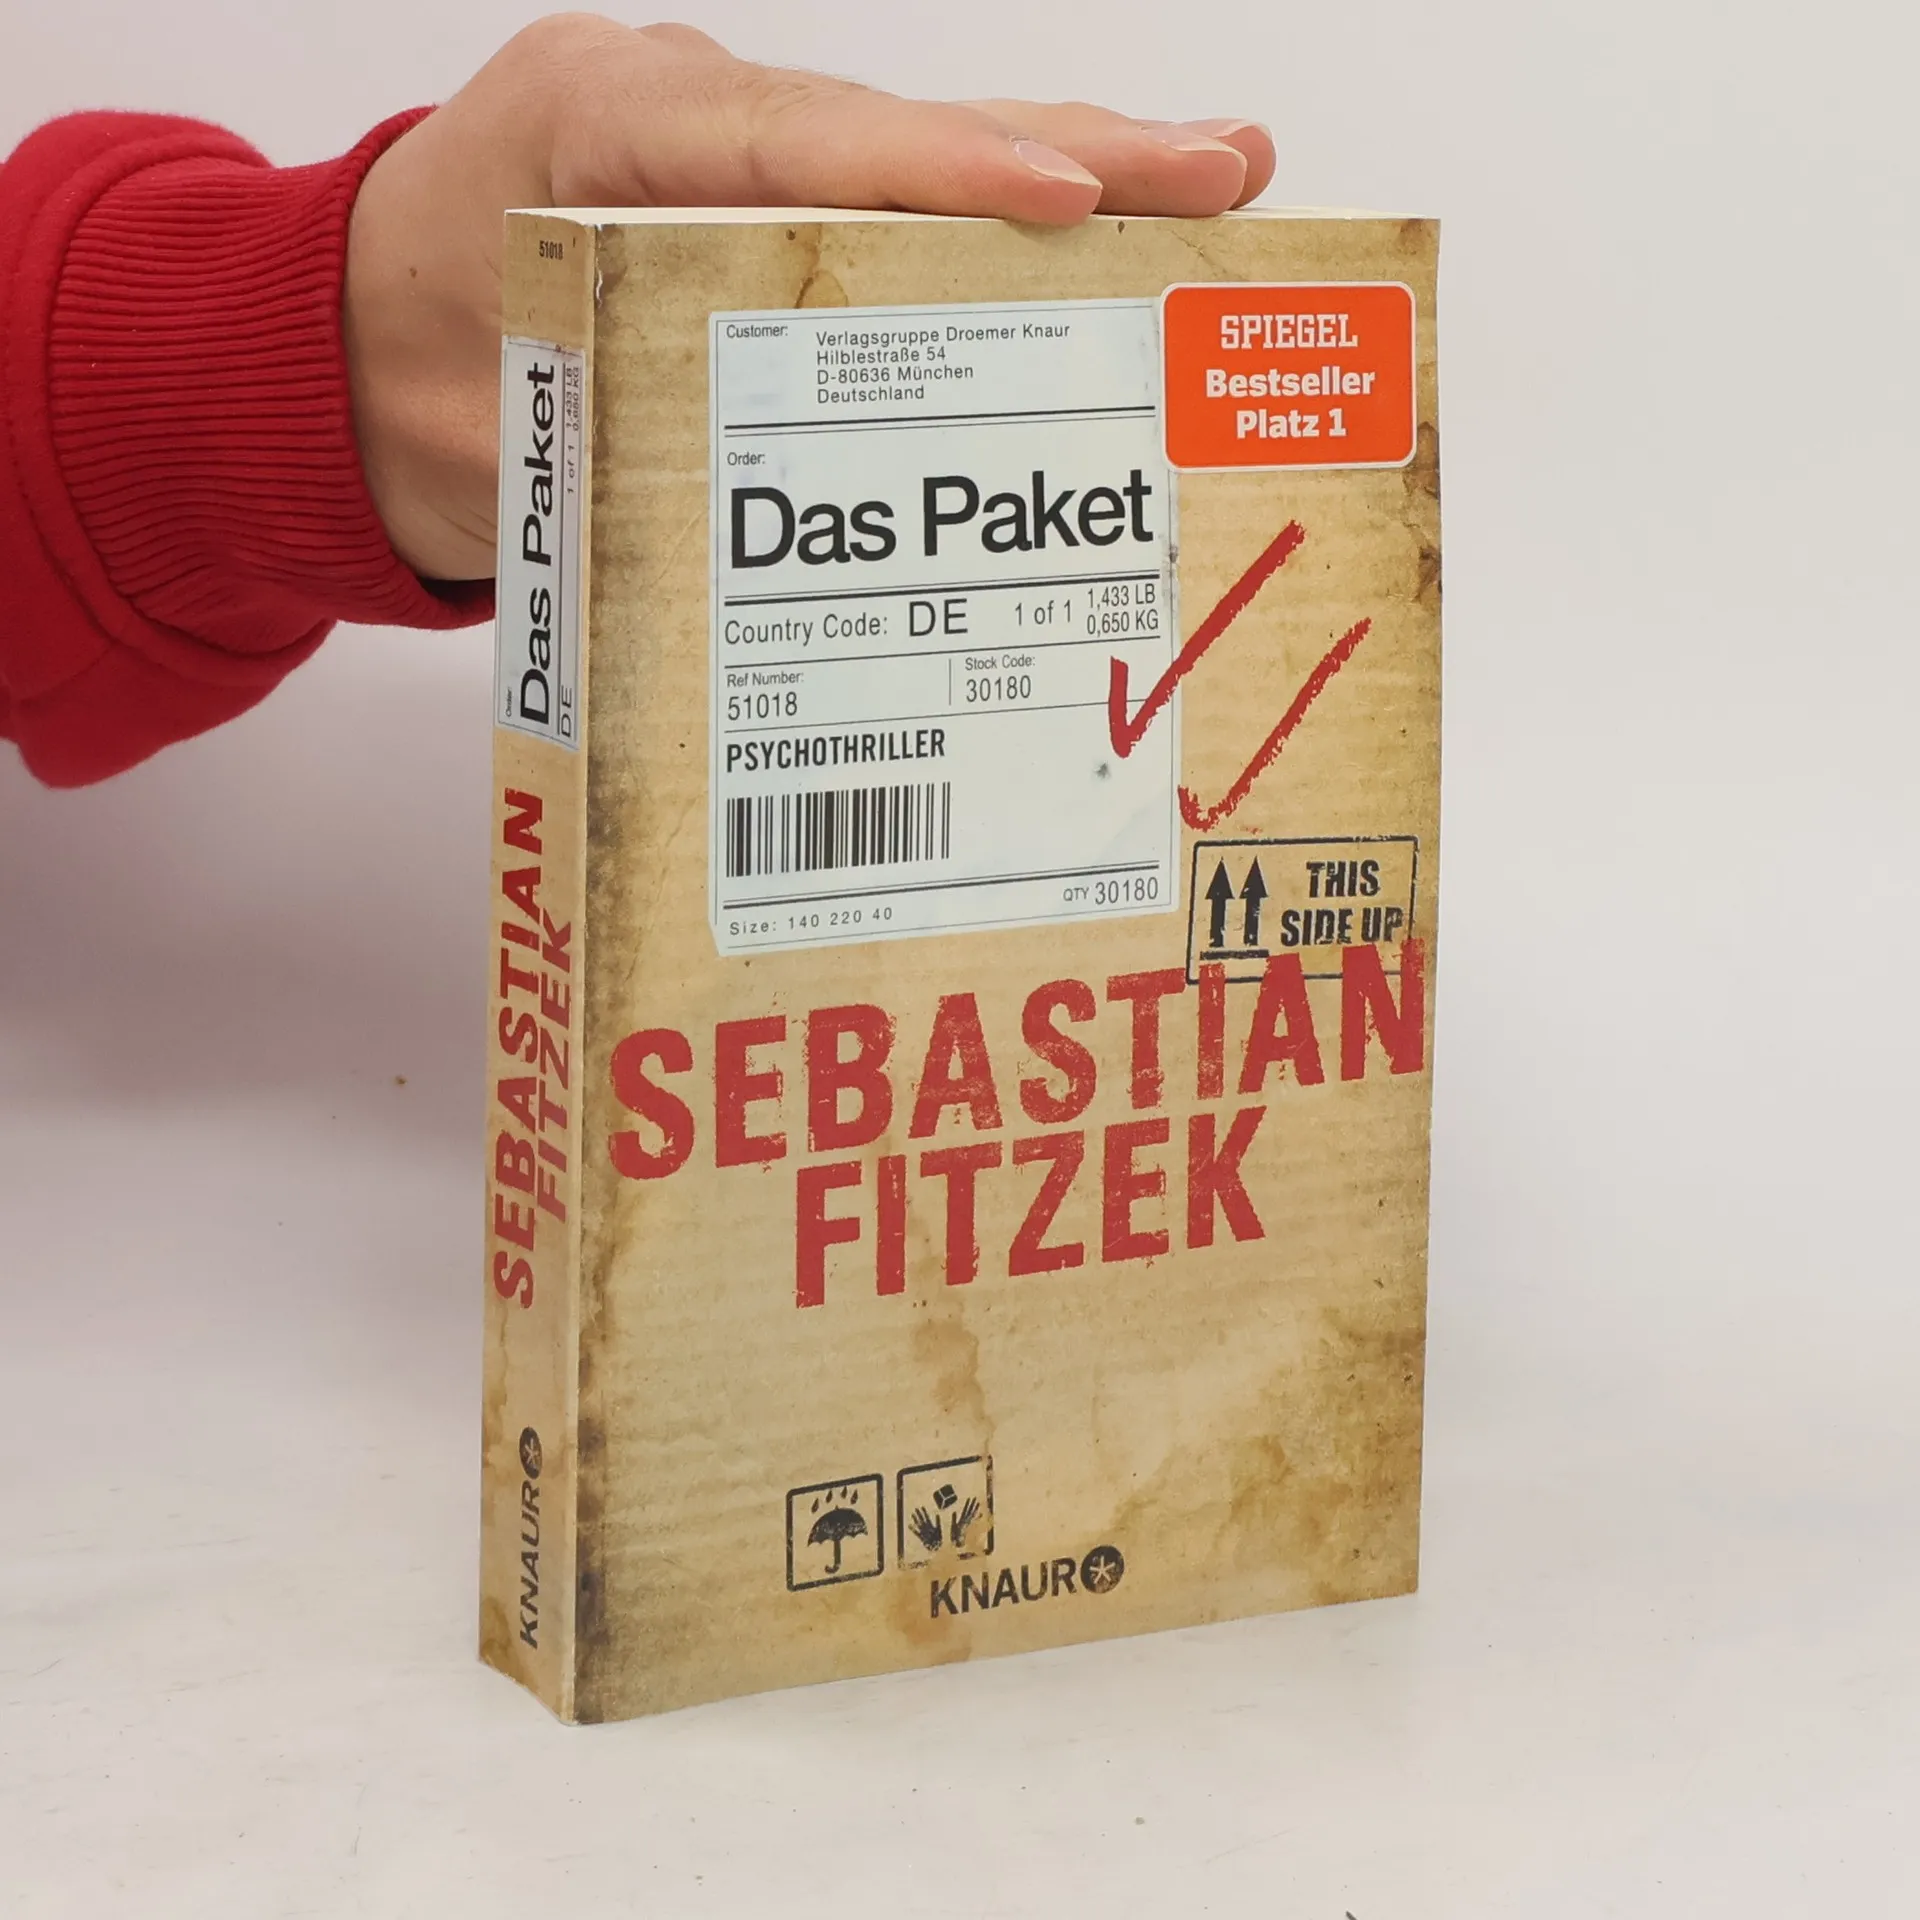 51018
Das Paket
Order:
DE
1 of 1
1,433 LB
0,650 KG
SEBASTIAN
FITZEK
KNAUR
Customer:
Verlagsgruppe Droemer Knaur
Hilblestraße 54
D-80636 München
Deutschland
SPIEGEL
Bestseller
Platz 1
Order:
Das Paket
Country Code: DE
1 of 1
1,433 LB
0,650 KG
Ref Number:
51018
Stock Code:
30180
PSYCHOTHRILLER
QTY 30180
Size: 140 220 40
THIS
SIDE UP
SEBASTIAN
FITZEK
KNAUR